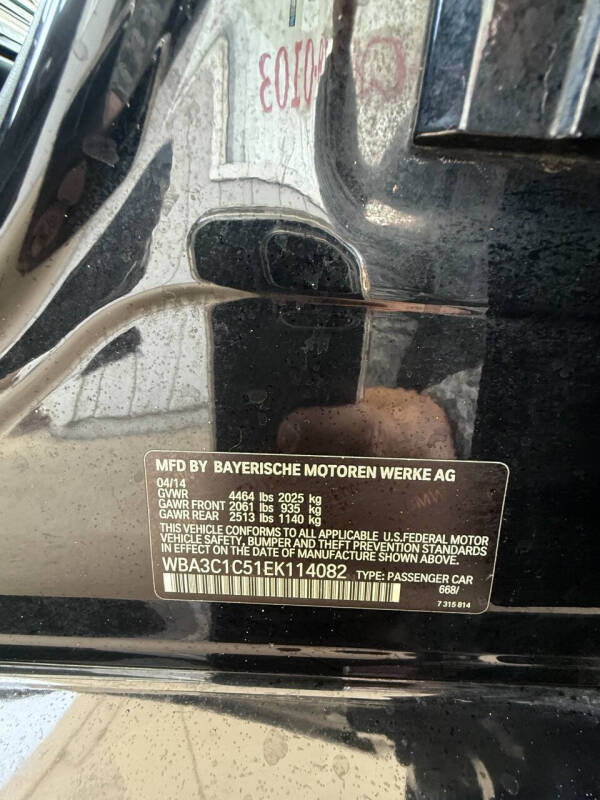 0103
MFD BY BAYERISCHE MOTOREN WERKE AG
04/14
GVWR 4464 lbs 2025 kg
GAWR FRONT 2061 lbs 935 kg
GAWR REAR 2513 lbs 1140 kg
THIS VEHICLE CONFORMS TO ALL APPLICABLE U.S.FEDERAL MOTOR
VEHICLE SAFETY, BUMPER AND THEFT PREVENTION STANDARDS
IN EFFECT ON THE DATE OF MANUFACTURE SHOWN ABOVE.
WBA3C1C51EK114082 TYPE: PASSENGER CAR
668/
7 315 814